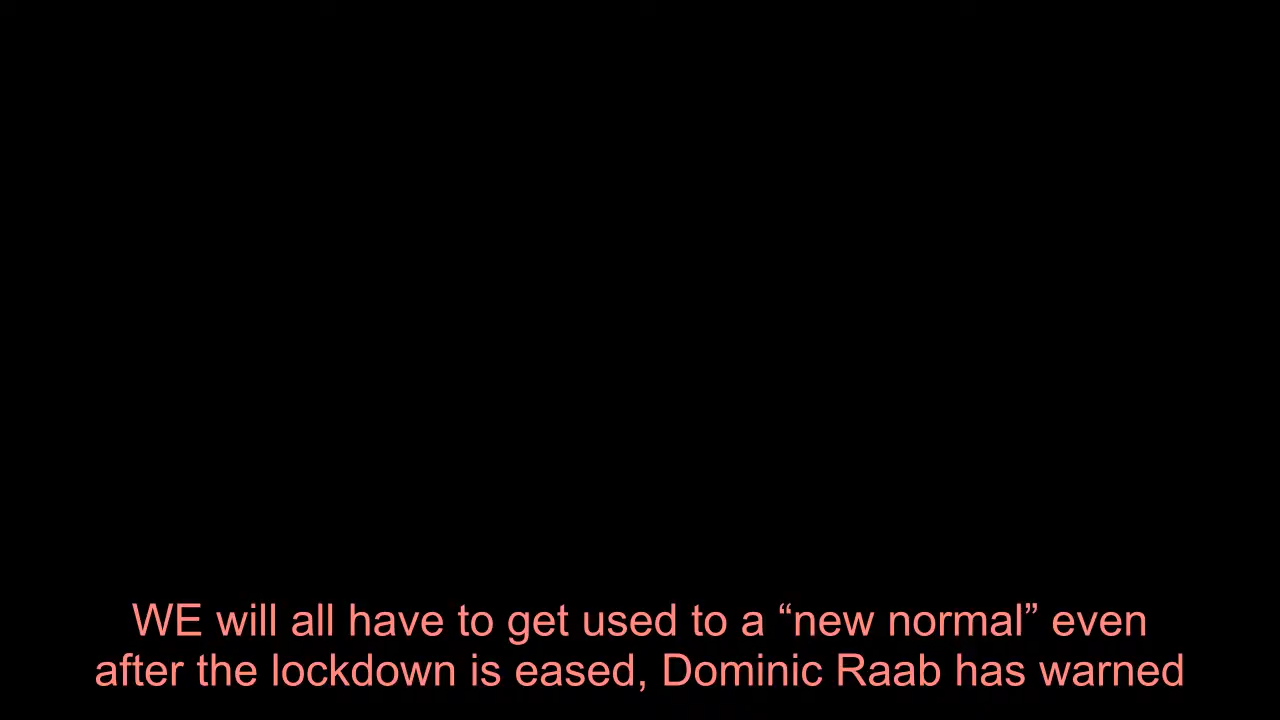 WE will all have to get used to a “new normal” even
after the lockdown is eased, Dominic Raab has warned